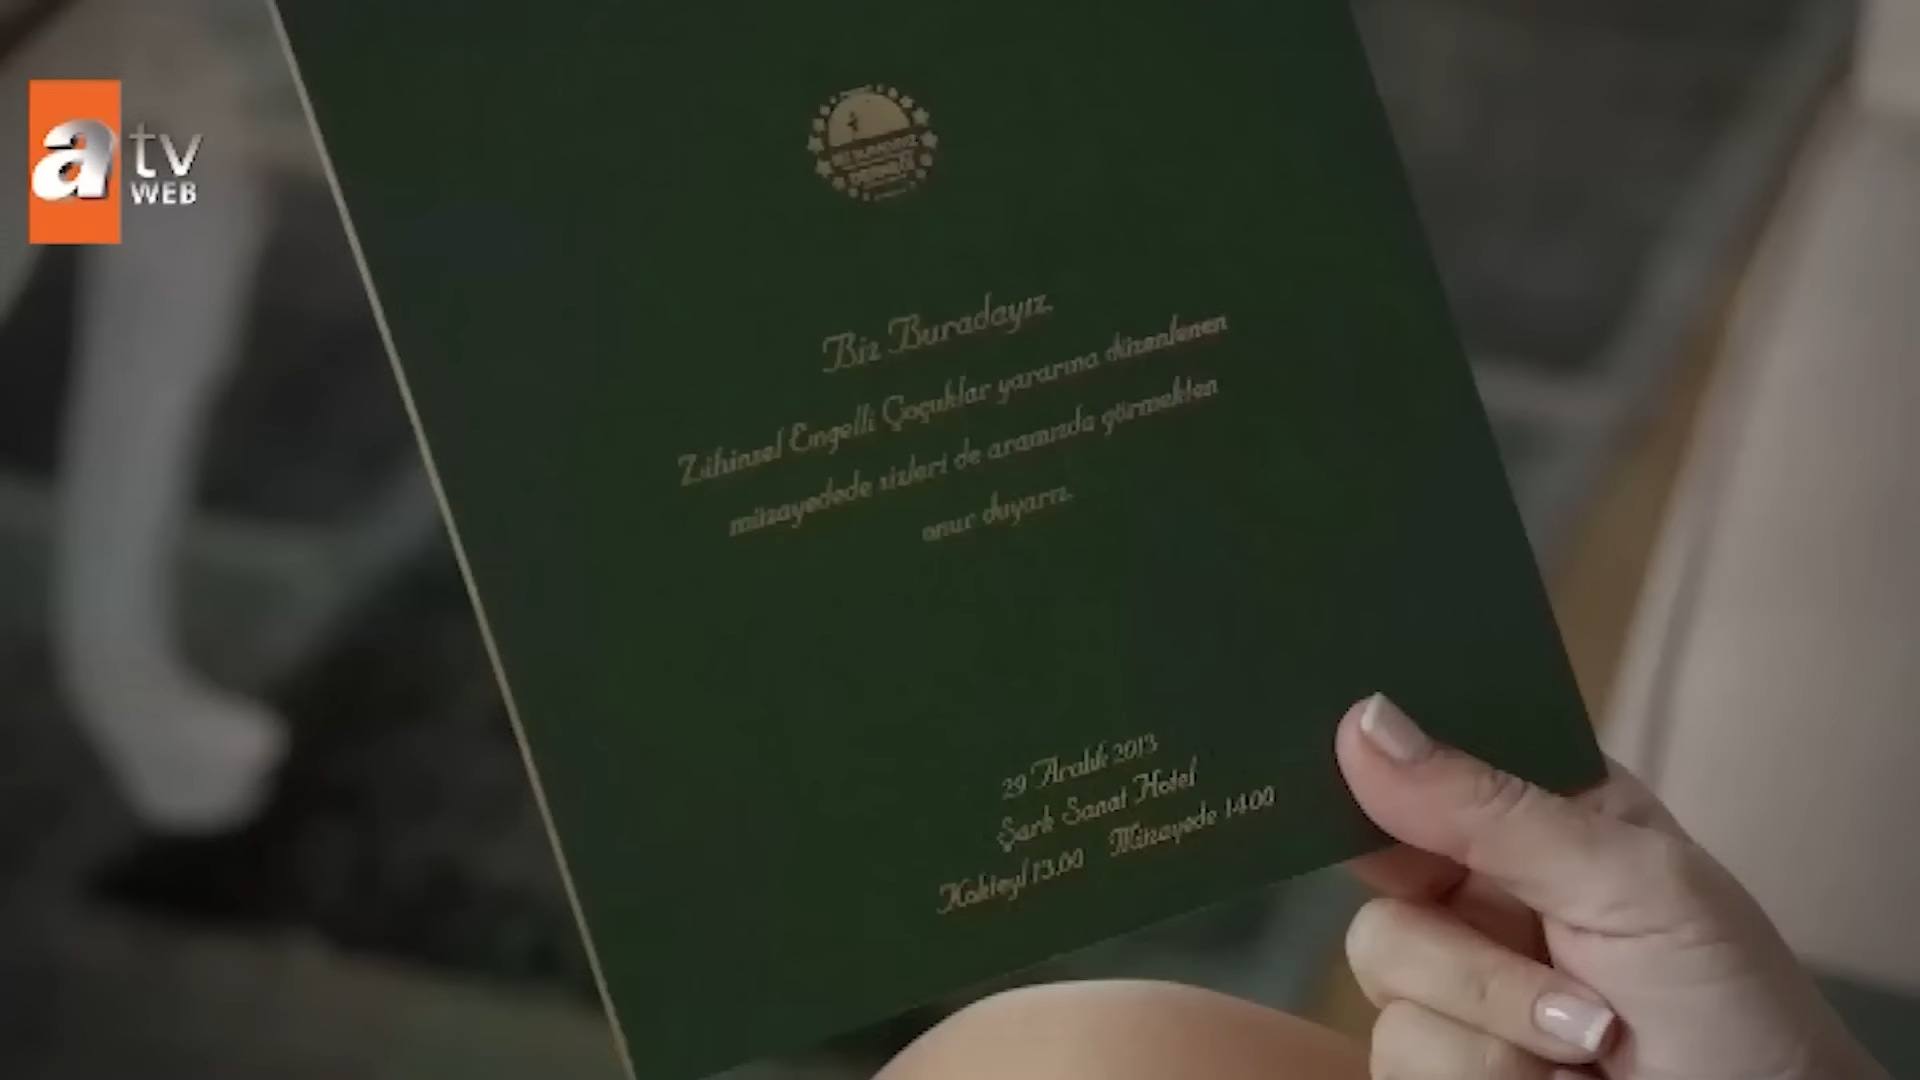 a tv
WEB
Biz Buradayız.
Zihinsel Engelli Çoçuklar yararına düzenlenen
müzayedede sizleri de aramızda görmekten
onur duyarız.
29 Aralık 2013
Şark Sanat Hotel
Kokteyl 13.00 Müzayede 14.00